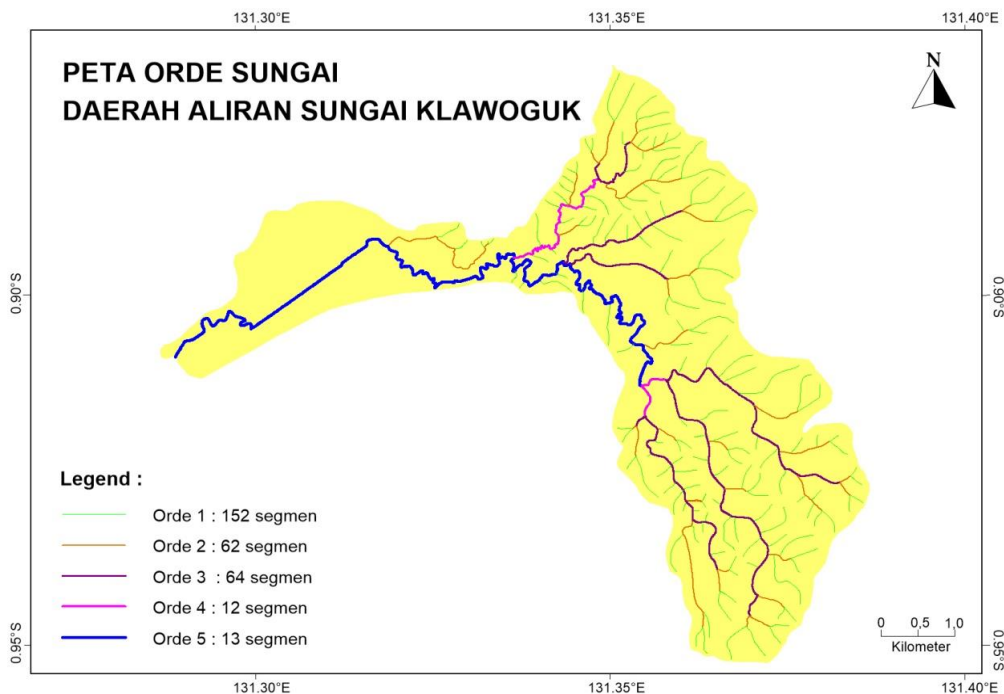 131.30°E
131.35°E
131.40°E
PETA ORDE SUNGAI
DAERAH ALIRAN SUNGAI KLAWOGUK
N
0.90°S
0.90°S
Legend :
Orde 1 : 152 segmen
Orde 2 : 62 segmen
Orde 3 : 64 segmen
Orde 4 : 12 segmen
Orde 5 : 13 segmen
0 0,5 1,0
Kilometer
0.95°S
0.95°S
131.30°E
131.35°E
131.40°E